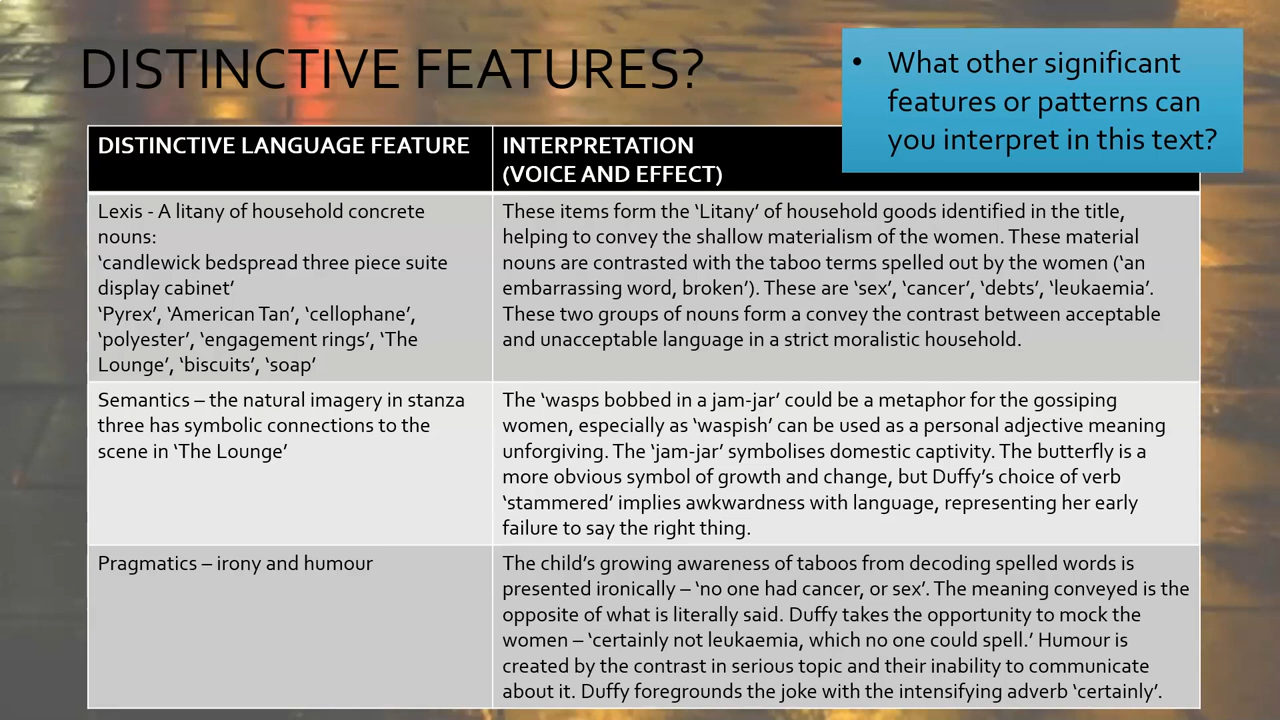 DISTINCTIVE FEATURES?
• What other significant
features or patterns can
you interpret in this text?
DISTINCTIVE LANGUAGE FEATURE
INTERPRETATION
(VOICE AND EFFECT)
Lexis - A litany of household concrete
nouns:
‘candlewick bedspread three piece suite
display cabinet’
‘Pyrex’, ‘American Tan’, ‘cellophane’,
‘polyester’, ‘engagement rings’, ‘The
Lounge’, ‘biscuits’, ‘soap’
These items form the ‘Litany’ of household goods identified in the title,
helping to convey the shallow materialism of the women. These material
nouns are contrasted with the taboo terms spelled out by the women (‘an
embarrassing word, broken’). These are ‘sex’, ‘cancer’, ‘debts’, ‘leukaemia’.
These two groups of nouns form a convey the contrast between acceptable
and unacceptable language in a strict moralistic household.
Semantics – the natural imagery in stanza
three has symbolic connections to the
scene in ‘The Lounge’
The ‘wasps bobbed in a jam-jar’ could be a metaphor for the gossiping
women, especially as ‘waspish’ can be used as a personal adjective meaning
unforgiving. The ‘jam-jar’ symbolises domestic captivity. The butterfly is a
more obvious symbol of growth and change, but Duffy’s choice of verb
‘stammered’ implies awkwardness with language, representing her early
failure to say the right thing.
Pragmatics – irony and humour
The child’s growing awareness of taboos from decoding spelled words is
presented ironically – ‘no one had cancer, or sex’. The meaning conveyed is the
opposite of what is literally said. Duffy takes the opportunity to mock the
women – ‘certainly not leukaemia, which no one could spell.’ Humour is
created by the contrast in serious topic and their inability to communicate
about it. Duffy foregrounds the joke with the intensifying adverb ‘certainly’.